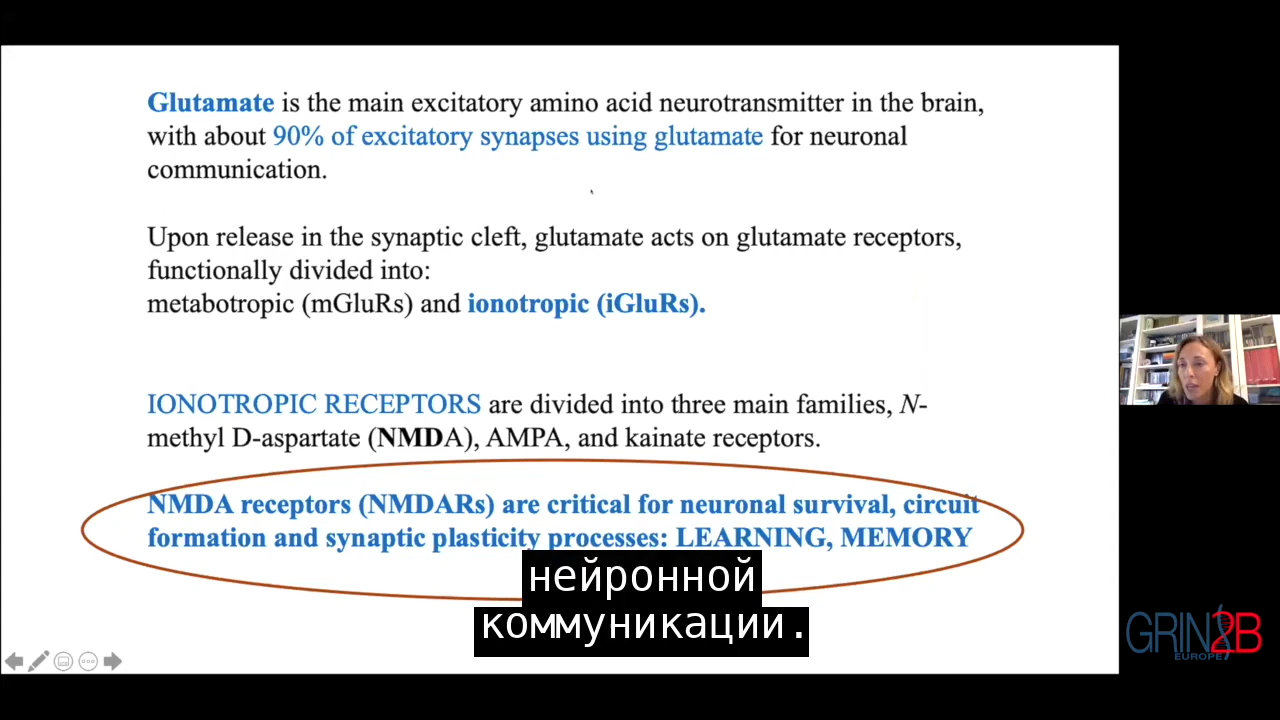 Glutamate is the main excitatory amino acid neurotransmitter in the brain,
with about 90% of excitatory synapses using glutamate for neuronal
communication.
Upon release in the synaptic cleft, glutamate acts on glutamate receptors,
functionally divided into:
metabotropic (mGluRs) and ionotropic (iGluRs).
IONOTROPIC RECEPTORS are divided into three main families, N-
methyl D-aspartate (NMDA), AMPA, and kainate receptors.
NMDA receptors (NMDARs) are critical for neuronal survival, circuit
formation and synaptic plasticity processes: LEARNING, MEMORY
нейронной
коммуникации.
GRIN2B
EUROPE